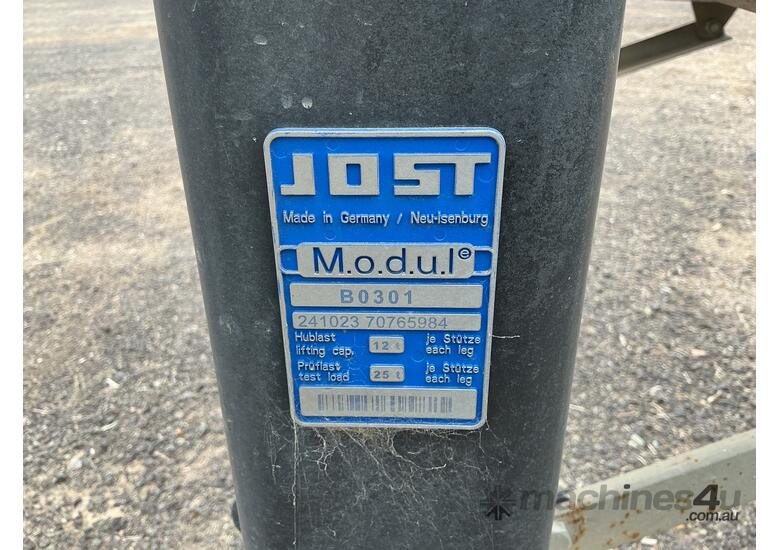 JOST
Made in Germany / Neu-Isenburg
M.o.d.u.l e
B0301
241023 70765984
Hublast 12 t je Stütze
lifting cap. each leg
Prüflast 25 t je Stütze
test load each leg
machines4u
.com.au